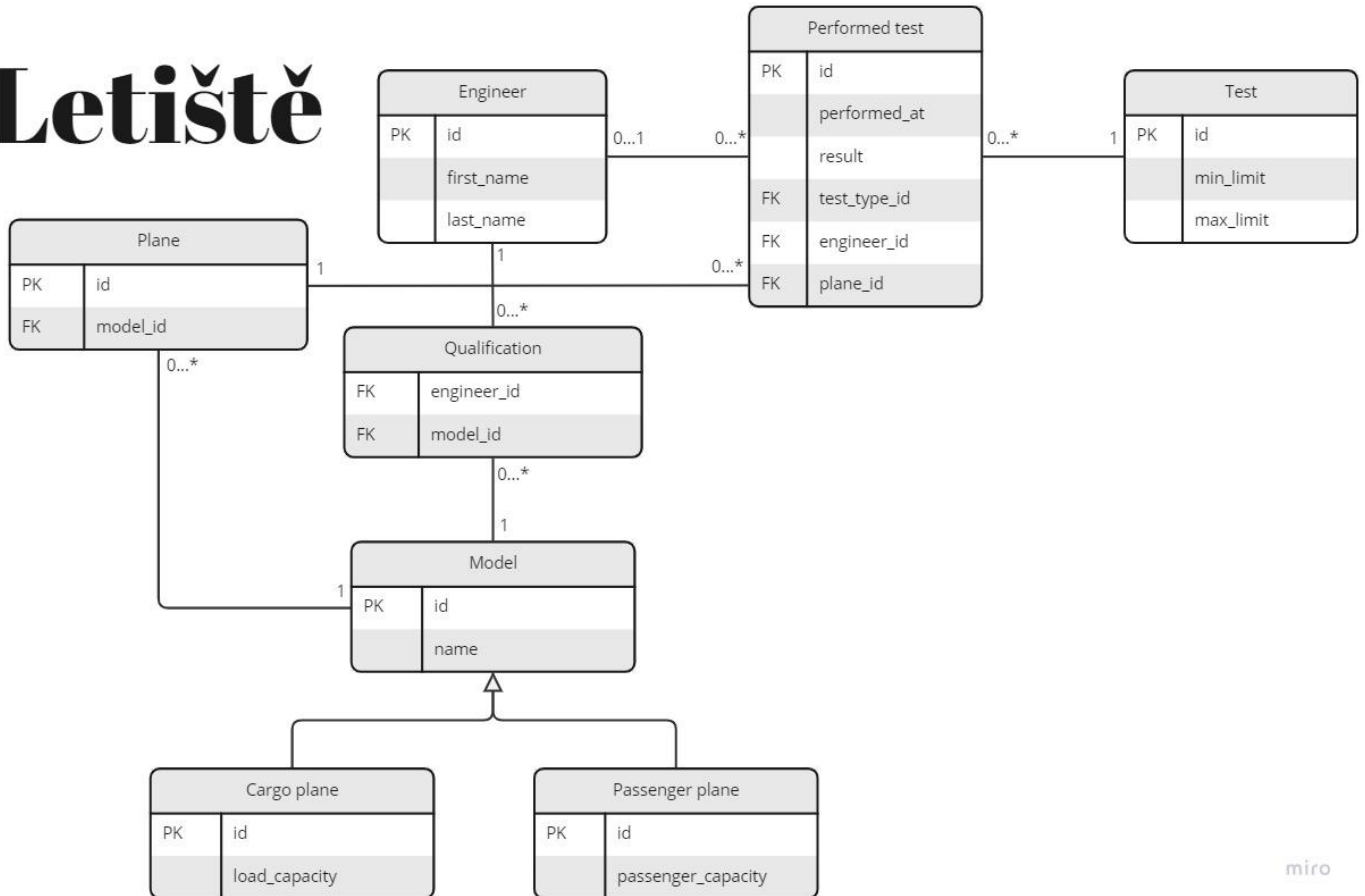 Letiště
Engineer
PK id
first_name
last_name
Performed test
PK id
performed_at
result
FK test_type_id
FK engineer_id
FK plane_id
Test
PK id
min_limit
max_limit
0...1
0...*
0...*
1
Plane
PK id
FK model_id
1
0...*
1
0...*
0...*
Qualification
FK engineer_id
FK model_id
0...*
1
1
Model
PK id
name
Cargo plane
PK id
load_capacity
Passenger plane
PK id
passenger_capacity
miro